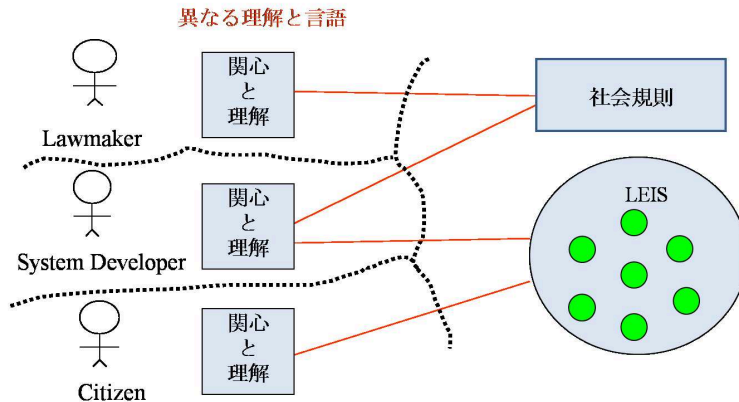 異なる理解と言語
関心
と
理解
社会規則
Lawmaker
関心
と
理解
LEIS
System Developer
関心
と
理解
Citizen